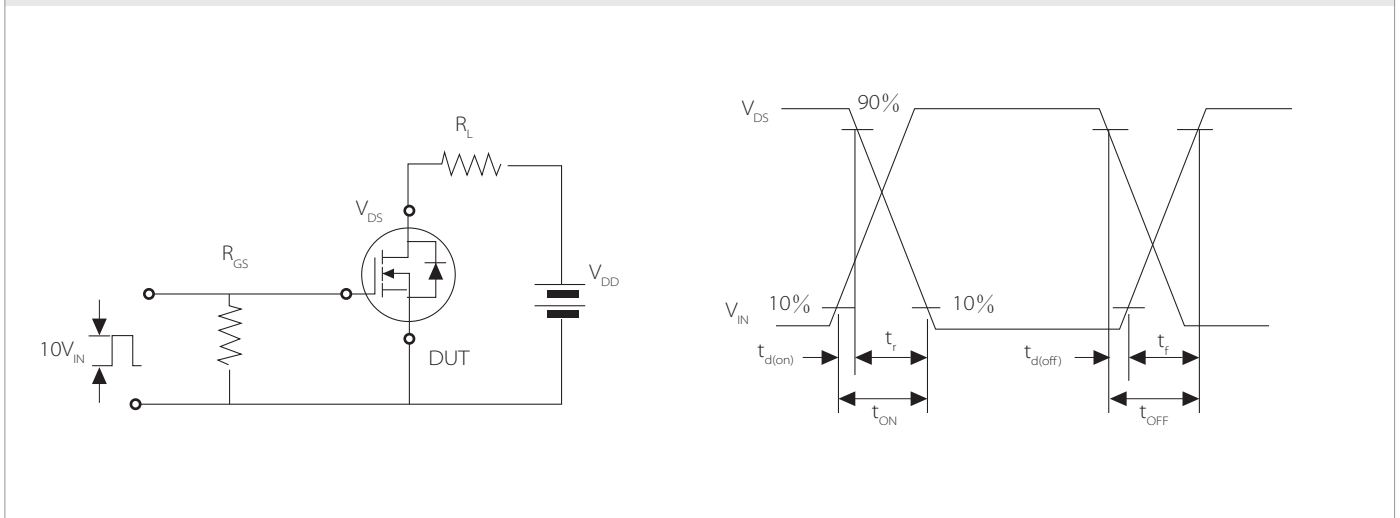 R_L
V_DS
R_GS
V_DD
10V_IN
DUT
V_DS
90%
V_IN
10%
10%
t_d(on)
t_r
t_d(off)
t_f
t_ON
t_OFF